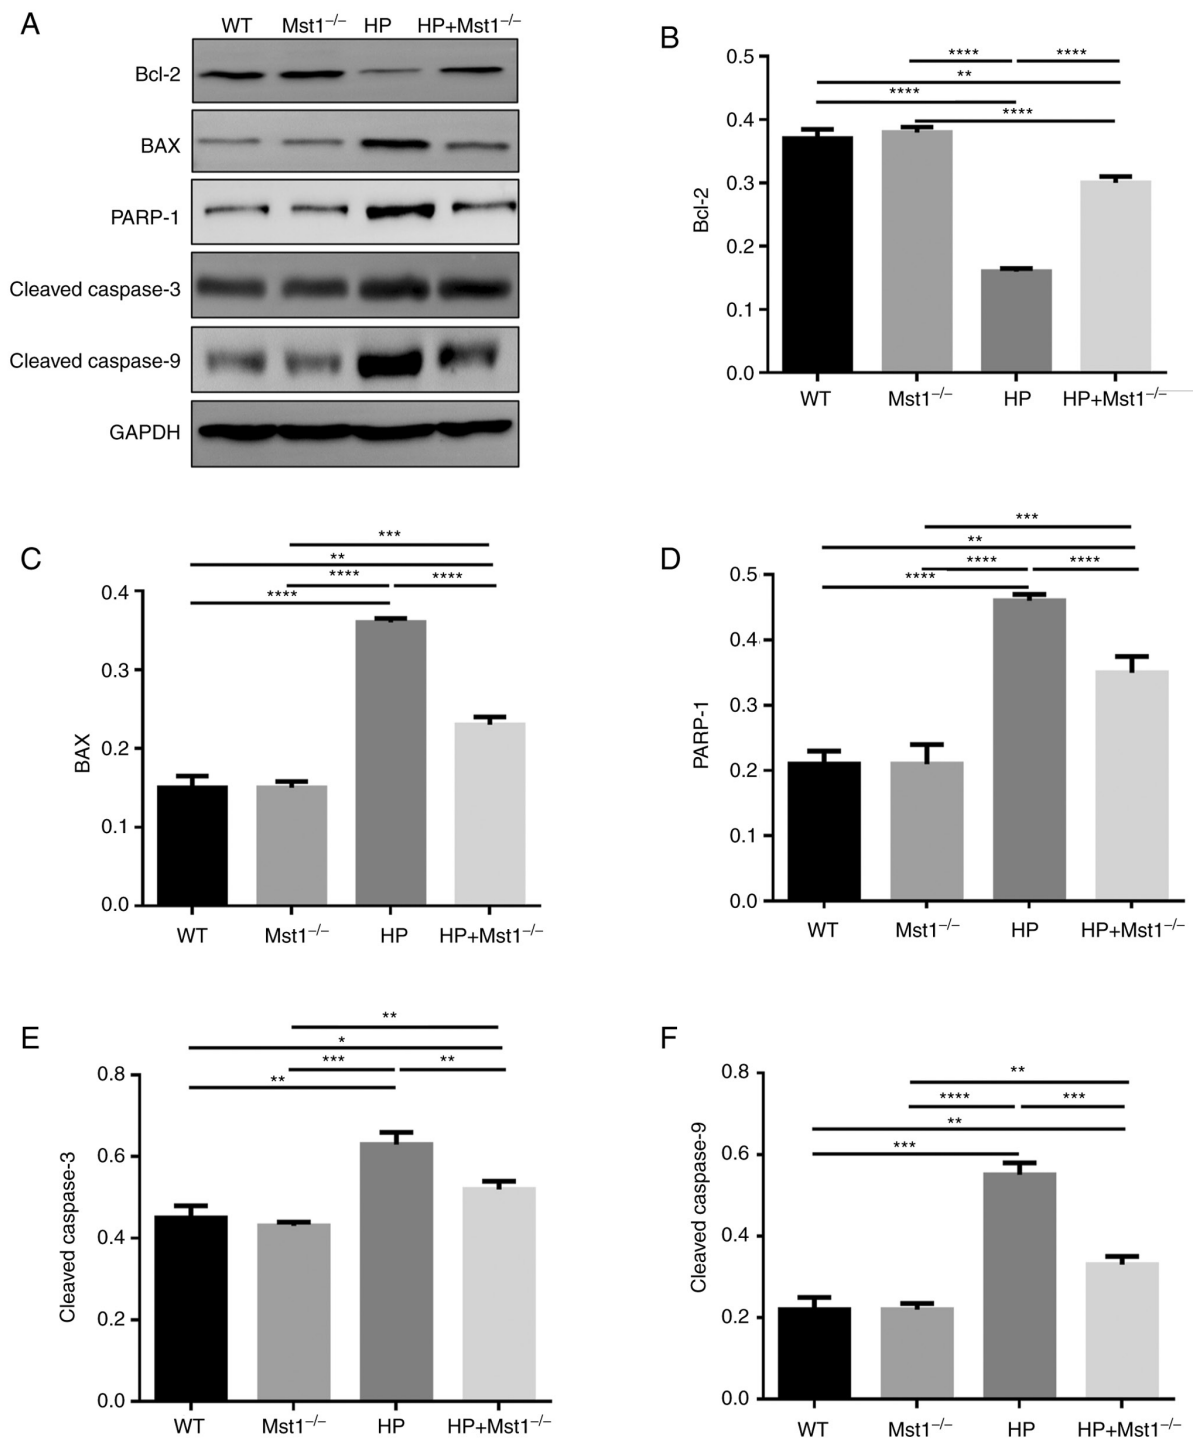 A
WT Mst1–/– HP HP+Mst1–/–
Bcl-2
BAX
PARP-1
Cleaved caspase-3
Cleaved caspase-9
GAPDH
B
**** ****
**
****
****
0.5
0.4
0.3
0.2
0.1
0.0
Bcl-2
WT Mst1–/– HP HP+Mst1–/–
C
***
**
**** ****
****
0.4
0.3
0.2
0.1
0.0
BAX
WT Mst1–/– HP HP+Mst1–/–
D
***
**
**** ****
****
0.5
0.4
0.3
0.2
0.1
0.0
PARP-1
WT Mst1–/– HP HP+Mst1–/–
E
**
*
*** **
**
0.8
0.6
0.4
0.2
0.0
Cleaved caspase-3
WT Mst1–/– HP HP+Mst1–/–
F
**
**** ***
**
***
0.8
0.6
0.4
0.2
0.0
Cleaved caspase-9
WT Mst1–/– HP HP+Mst1–/–